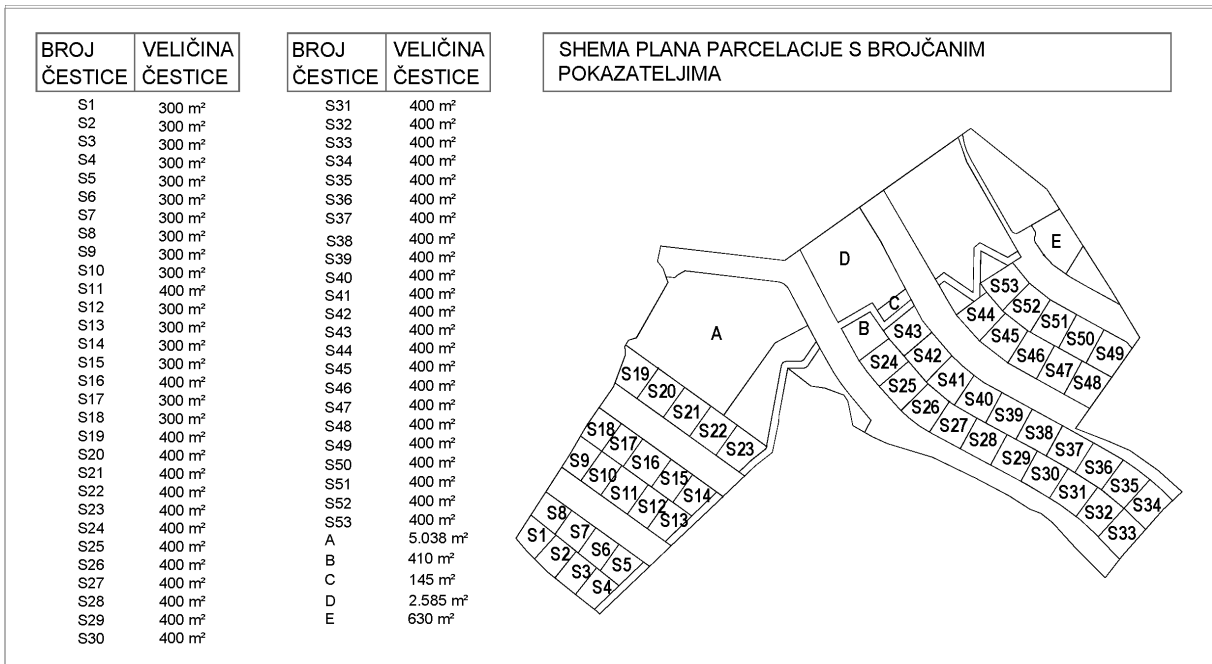 BROJ ČESTICE VELIČINA ČESTICE
S1 300 m²
S2 300 m²
S3 300 m²
S4 300 m²
S5 300 m²
S6 300 m²
S7 300 m²
S8 300 m²
S9 300 m²
S10 300 m²
S11 400 m²
S12 300 m²
S13 300 m²
S14 300 m²
S15 300 m²
S16 400 m²
S17 300 m²
S18 300 m²
S19 400 m²
S20 400 m²
S21 400 m²
S22 400 m²
S23 400 m²
S24 400 m²
S25 400 m²
S26 400 m²
S27 400 m²
S28 400 m²
S29 400 m²
S30 400 m²
BROJ ČESTICE VELIČINA ČESTICE
S31 400 m²
S32 400 m²
S33 400 m²
S34 400 m²
S35 400 m²
S36 400 m²
S37 400 m²
S38 400 m²
S39 400 m²
S40 400 m²
S41 400 m²
S42 400 m²
S43 400 m²
S44 400 m²
S45 400 m²
S46 400 m²
S47 400 m²
S48 400 m²
S49 400 m²
S50 400 m²
S51 400 m²
S52 400 m²
S53 400 m²
A 5.038 m²
B 410 m²
C 145 m²
D 2.585 m²
E 630 m²
SHEMA PLANA PARCELACIJE S BROJČANIM
POKAZATELJIMA
E
D
C
B
A
S53
S52
S51
S50
S49
S44
S45
S46
S47
S48
S43
S42
S41
S40
S39
S38
S37
S36
S35
S34
S24
S25
S26
S27
S28
S29
S30
S31
S32
S33
S19
S20
S21
S22
S23
S18
S17
S16
S15
S14
S9
S10
S11
S12
S13
S8
S7
S6
S5
S1
S2
S3
S4